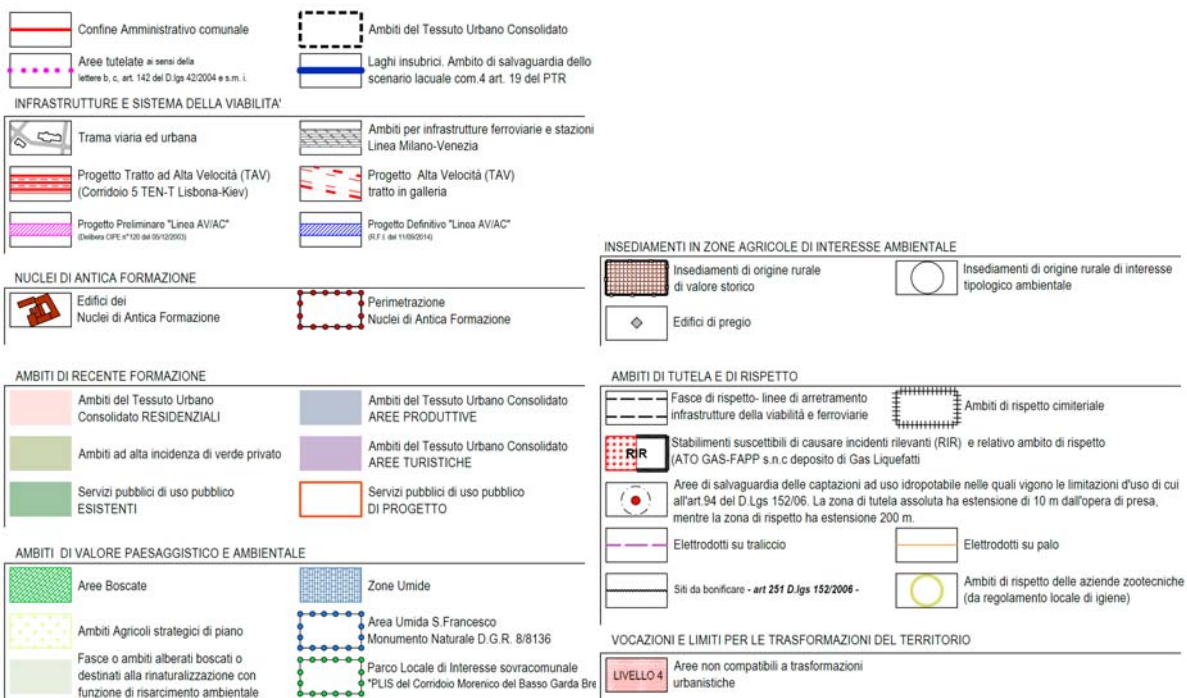 Confine Amministrativo comunale
Ambiti del Tessuto Urbano Consolidato
Aree tutelate ai sensi della
lettere b, c, art. 142 del D.lgs 42/2004 e s.m. i.
Laghi insubrici. Ambito di salvaguardia dello
scenario lacuale com.4 art. 19 del PTR
INFRASTRUTTURE E SISTEMA DELLA VIABILITA'
Trama viaria ed urbana
Ambiti per infrastrutture ferroviarie e stazioni
Linea Milano-Venezia
Progetto Tratto ad Alta Velocità (TAV)
(Corridoio 5 TEN-T Lisbona-Kiev)
Progetto Alta Velocità (TAV)
tratto in galleria
Progetto Preliminare "Linea AV/AC"
(Delibera CIPE n°120 del 05/12/2003)
Progetto Definitivo "Linea AV/AC"
(R.F.I. del 11/09/2014)
NUCLEI DI ANTICA FORMAZIONE
Edifici dei
Nuclei di Antica Formazione
Perimetrazione
Nuclei di Antica Formazione
AMBITI DI RECENTE FORMAZIONE
Ambiti del Tessuto Urbano
Consolidato RESIDENZIALI
Ambiti del Tessuto Urbano Consolidato
AREE PRODUTTIVE
Ambiti ad alta incidenza di verde privato
Ambiti del Tessuto Urbano Consolidato
AREE TURISTICHE
Servizi pubblici di uso pubblico
ESISTENTI
Servizi pubblici di uso pubblico
DI PROGETTO
AMBITI DI VALORE PAESAGGISTICO E AMBIENTALE
Aree Boscate
Zone Umide
Ambiti Agricoli strategici di piano
Area Umida S.Francesco
Monumento Naturale D.G.R. 8/8136
Fasce o ambiti alberati boscati o
destinati alla rinaturalizzazione con
funzione di risarcimento ambientale
Parco Locale di Interesse sovracomunale
"PLIS del Corridoio Morenico del Basso Garda Bre
INSEDIAMENTI IN ZONE AGRICOLE DI INTERESSE AMBIENTALE
Insediamenti di origine rurale
di valore storico
Insediamenti di origine rurale di interesse
tipologico ambientale
Edifici di pregio
AMBITI DI TUTELA E DI RISPETTO
Fasce di rispetto- linee di arretramento
infrastrutture della viabilità e ferroviarie
Ambiti di rispetto cimiteriale
RIR
Stabilimenti suscettibili di causare incidenti rilevanti (RIR) e relativo ambito di rispetto
(ATO GAS-FAPP s.n.c deposito di Gas Liquefatti
Aree di salvaguardia delle captazioni ad uso idropotabile nelle quali vigono le limitazioni d'uso di cui
all'art.94 del D.Lgs 152/06. La zona di tutela assoluta ha estensione di 10 m dall'opera di presa,
mentre la zona di rispetto ha estensione 200 m.
Elettrodotti su traliccio
Elettrodotti su palo
Siti da bonificare - art 251 D.lgs 152/2006 -
Ambiti di rispetto delle aziende zootecniche
(da regolamento locale di igiene)
VOCAZIONI E LIMITI PER LE TRASFORMAZIONI DEL TERRITORIO
LIVELLO 4
Aree non compatibili a trasformazioni
urbanistiche